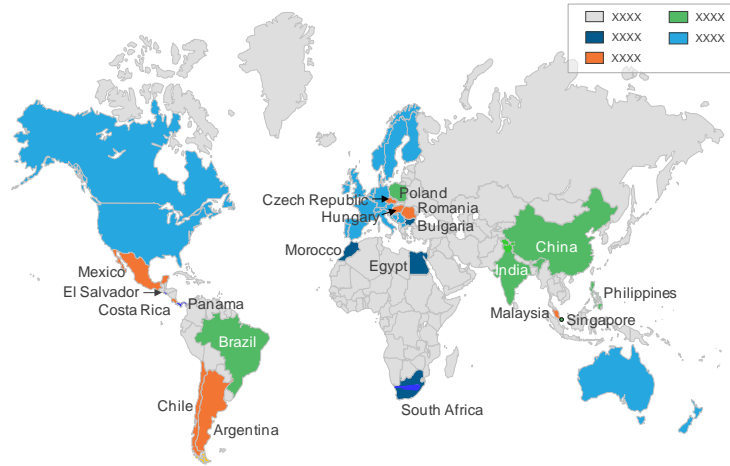 XXXX
XXXX
XXXX
XXXX
XXXX
Czech Republic
Poland
Hungary
Romania
Bulgaria
Morocco
Egypt
China
India
Mexico
El Salvador
Costa Rica
Panama
Philippines
Malaysia
Singapore
Brazil
Chile
Argentina
South Africa